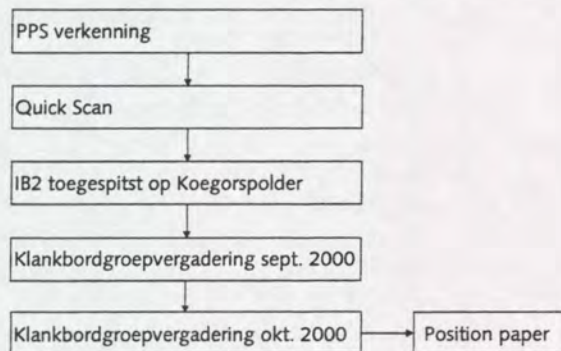 PPS verkenning
Quick Scan
IB2 toegespitst op Koegorspolder
Klankbordgroepvergadering sept. 2000
Klankbordgroepvergadering okt. 2000
Position paper